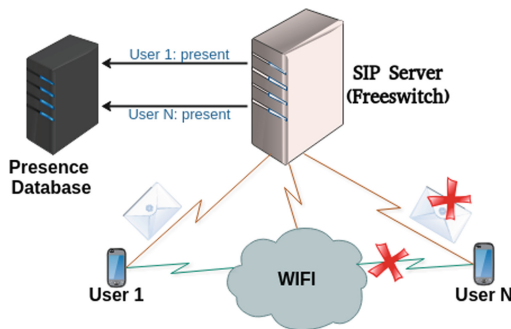 User 1: present
SIP Server
(Freeswitch)
User N: present
Presence
Database
WIFI
User 1
User N